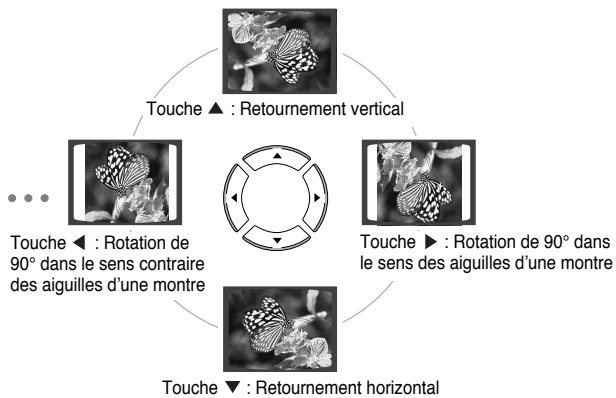 Touche ▲ : Retournement vertical
Touche ◀ : Rotation de
90° dans le sens contraire
des aiguilles d'une montre
Touche ▶ : Rotation de 90° dans
le sens des aiguilles d'une montre
Touche ▼ : Retournement horizontal